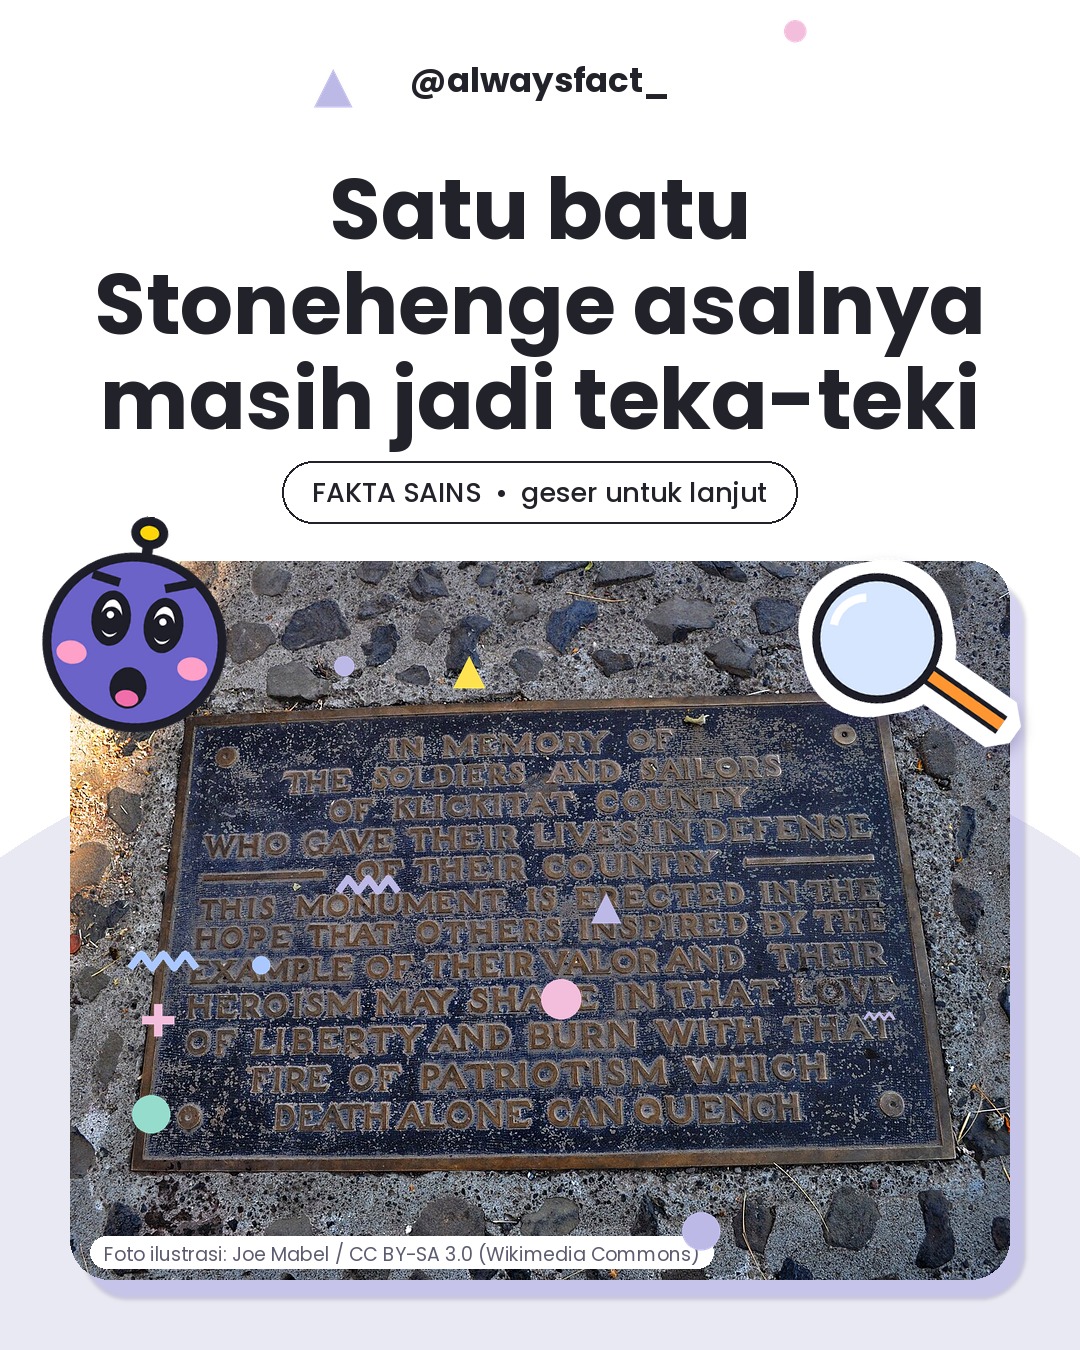 @alwaysfact_
Satu batu
Stonehenge asalnya
masih jadi teka-teki
FAKTA SAINS • geser untuk lanjut
IN MEMORY OF
THE SOLDIERS AND SAILORS
OF KLICKITAT COUNTY
WHO GAVE THEIR LIVES IN DEFENSE
OF THEIR COUNTRY
THIS MONUMENT IS ERECTED IN THE
HOPE THAT OTHERS INSPIRED BY THE
EXAMPLE OF THEIR VALOR AND THEIR
HEROISM MAY SHARE IN THAT LOVE
OF LIBERTY AND BURN WITH THAT
FIRE OF PATRIOTISM WHICH
DEATH ALONE CAN QUENCH
Foto ilustrasi: Joe Mabel / CC BY-SA 3.0 (Wikimedia Commons)